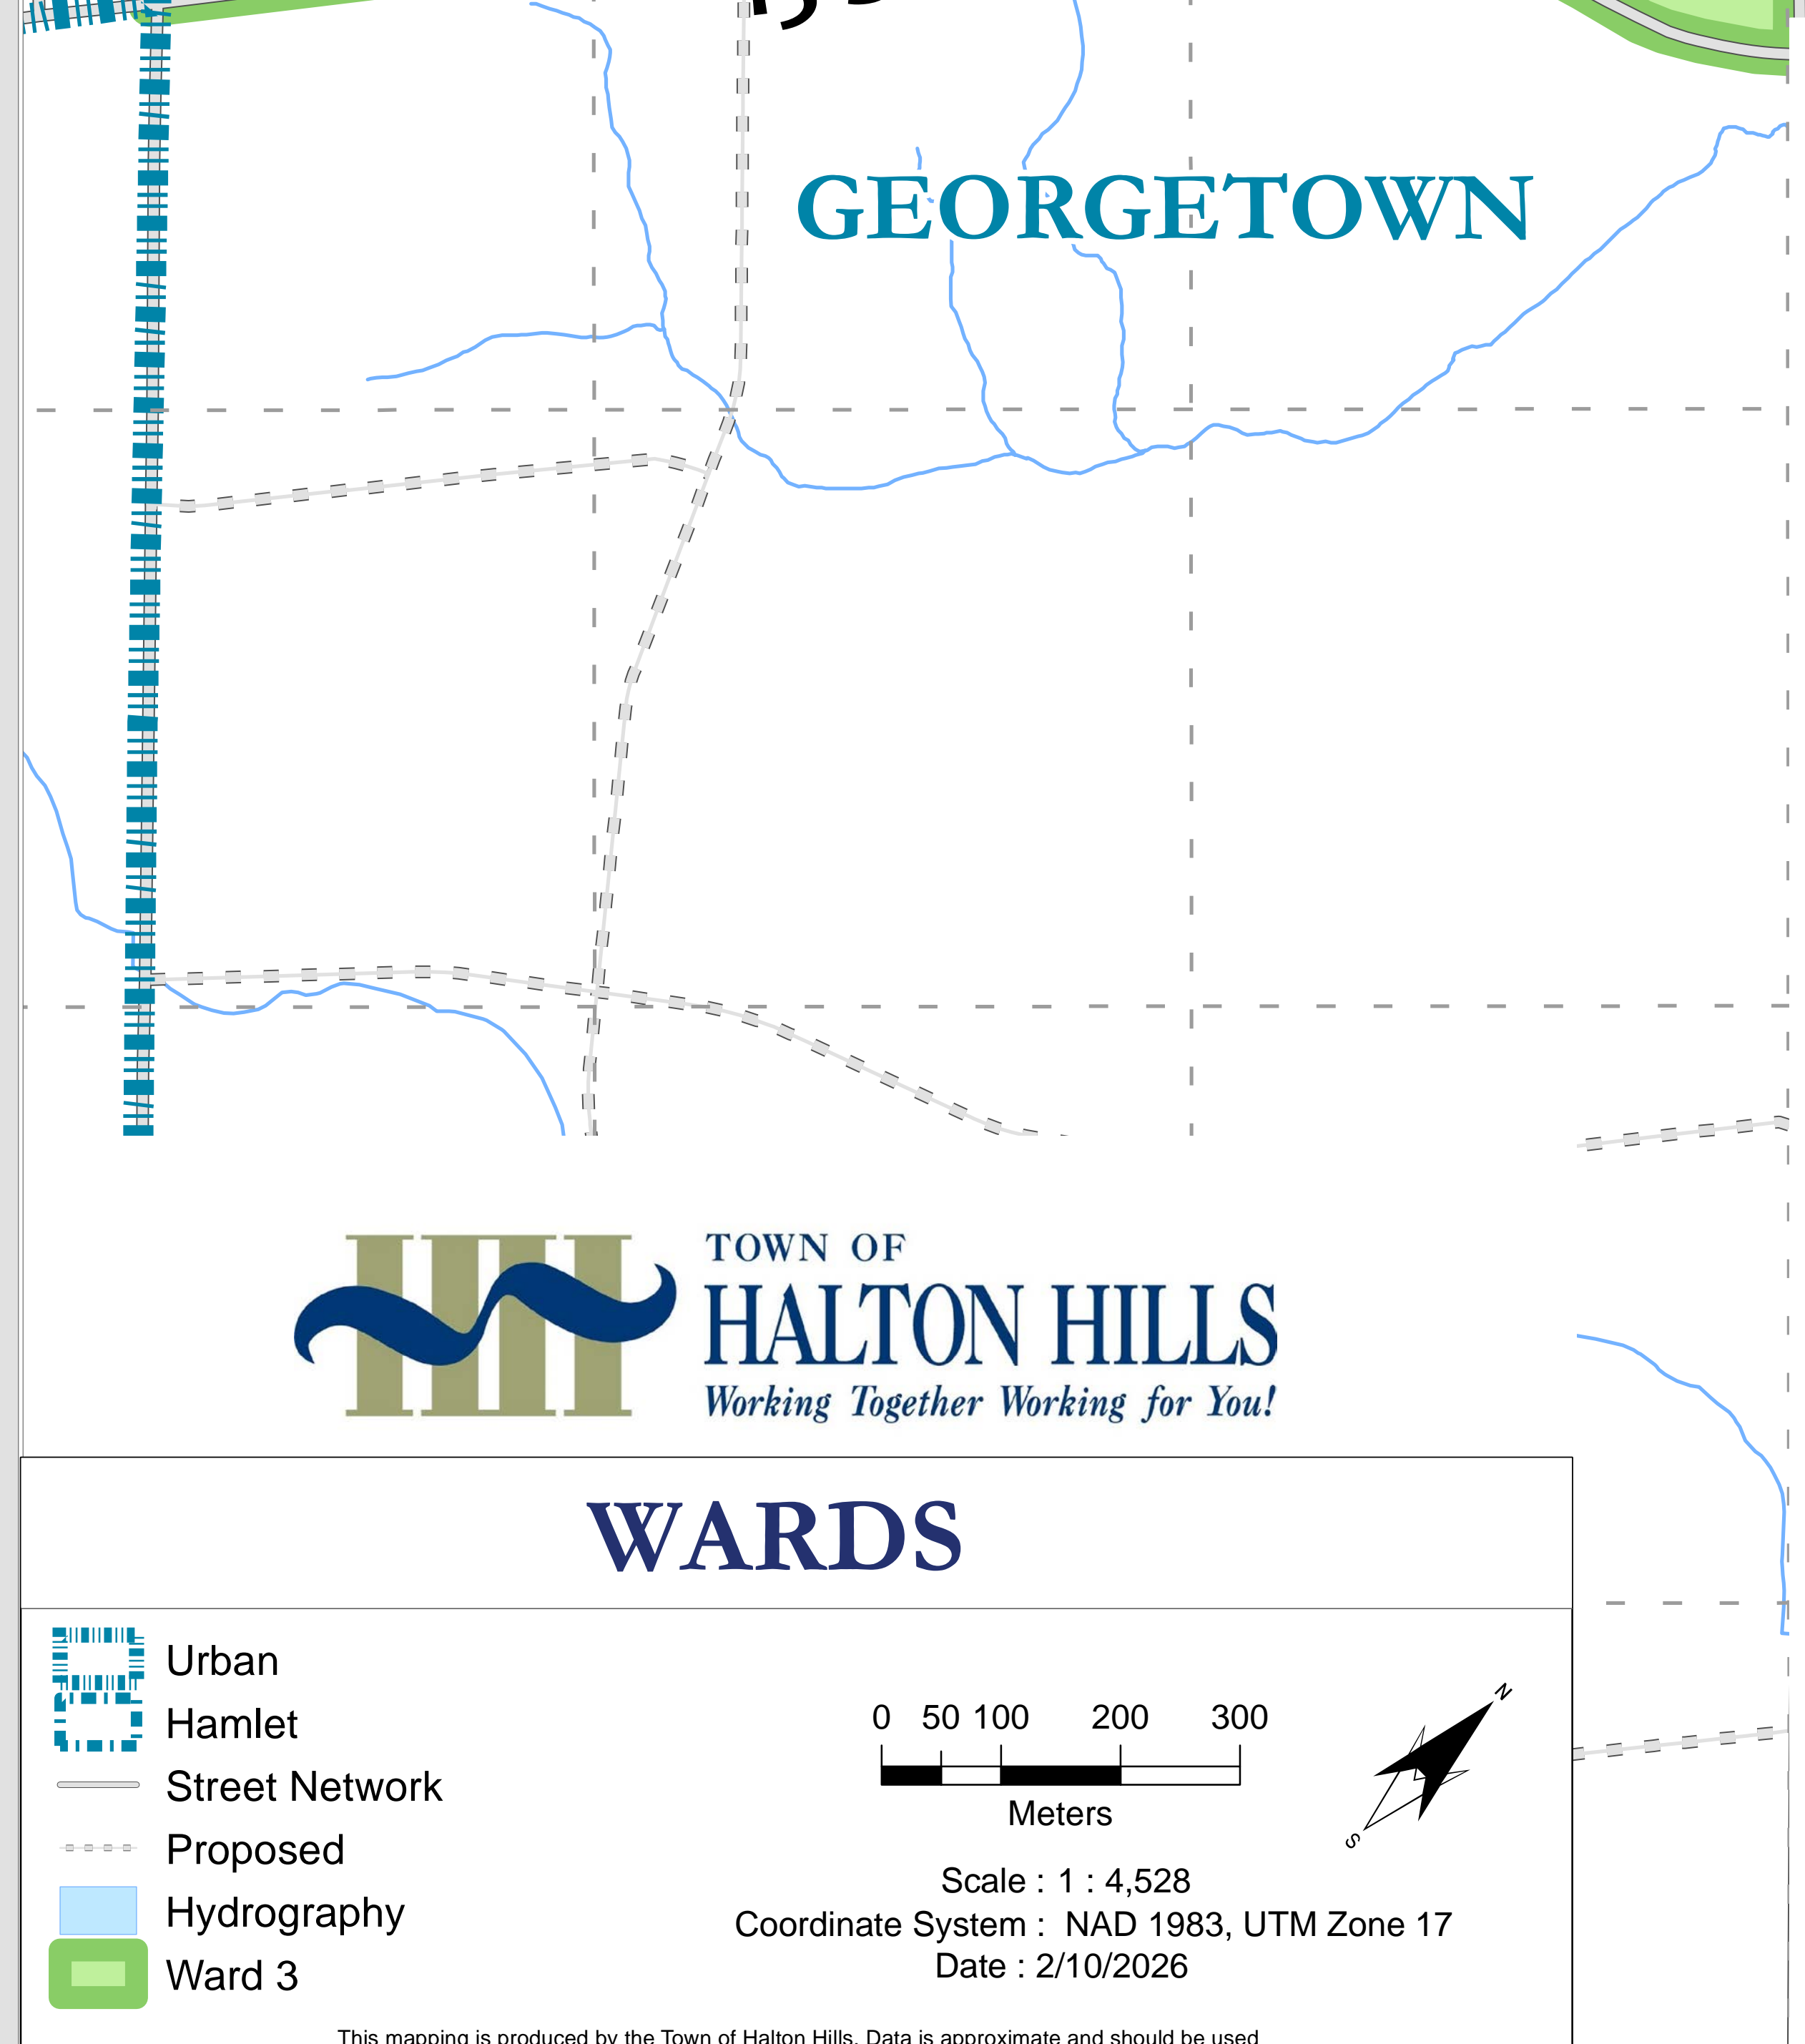 GEORGETOWN
TOWN OF
HALTON HILLS
Working Together Working for You!
WARDS
Urban
Hamlet
Street Network
Proposed
Hydrography
Ward 3
0 50 100 200 300
Meters
N
S
Scale : 1 : 4,528
Coordinate System : NAD 1983, UTM Zone 17
Date : 2/10/2026
This mapping is produced by the Town of Halton Hills. Data is approximate and should be used